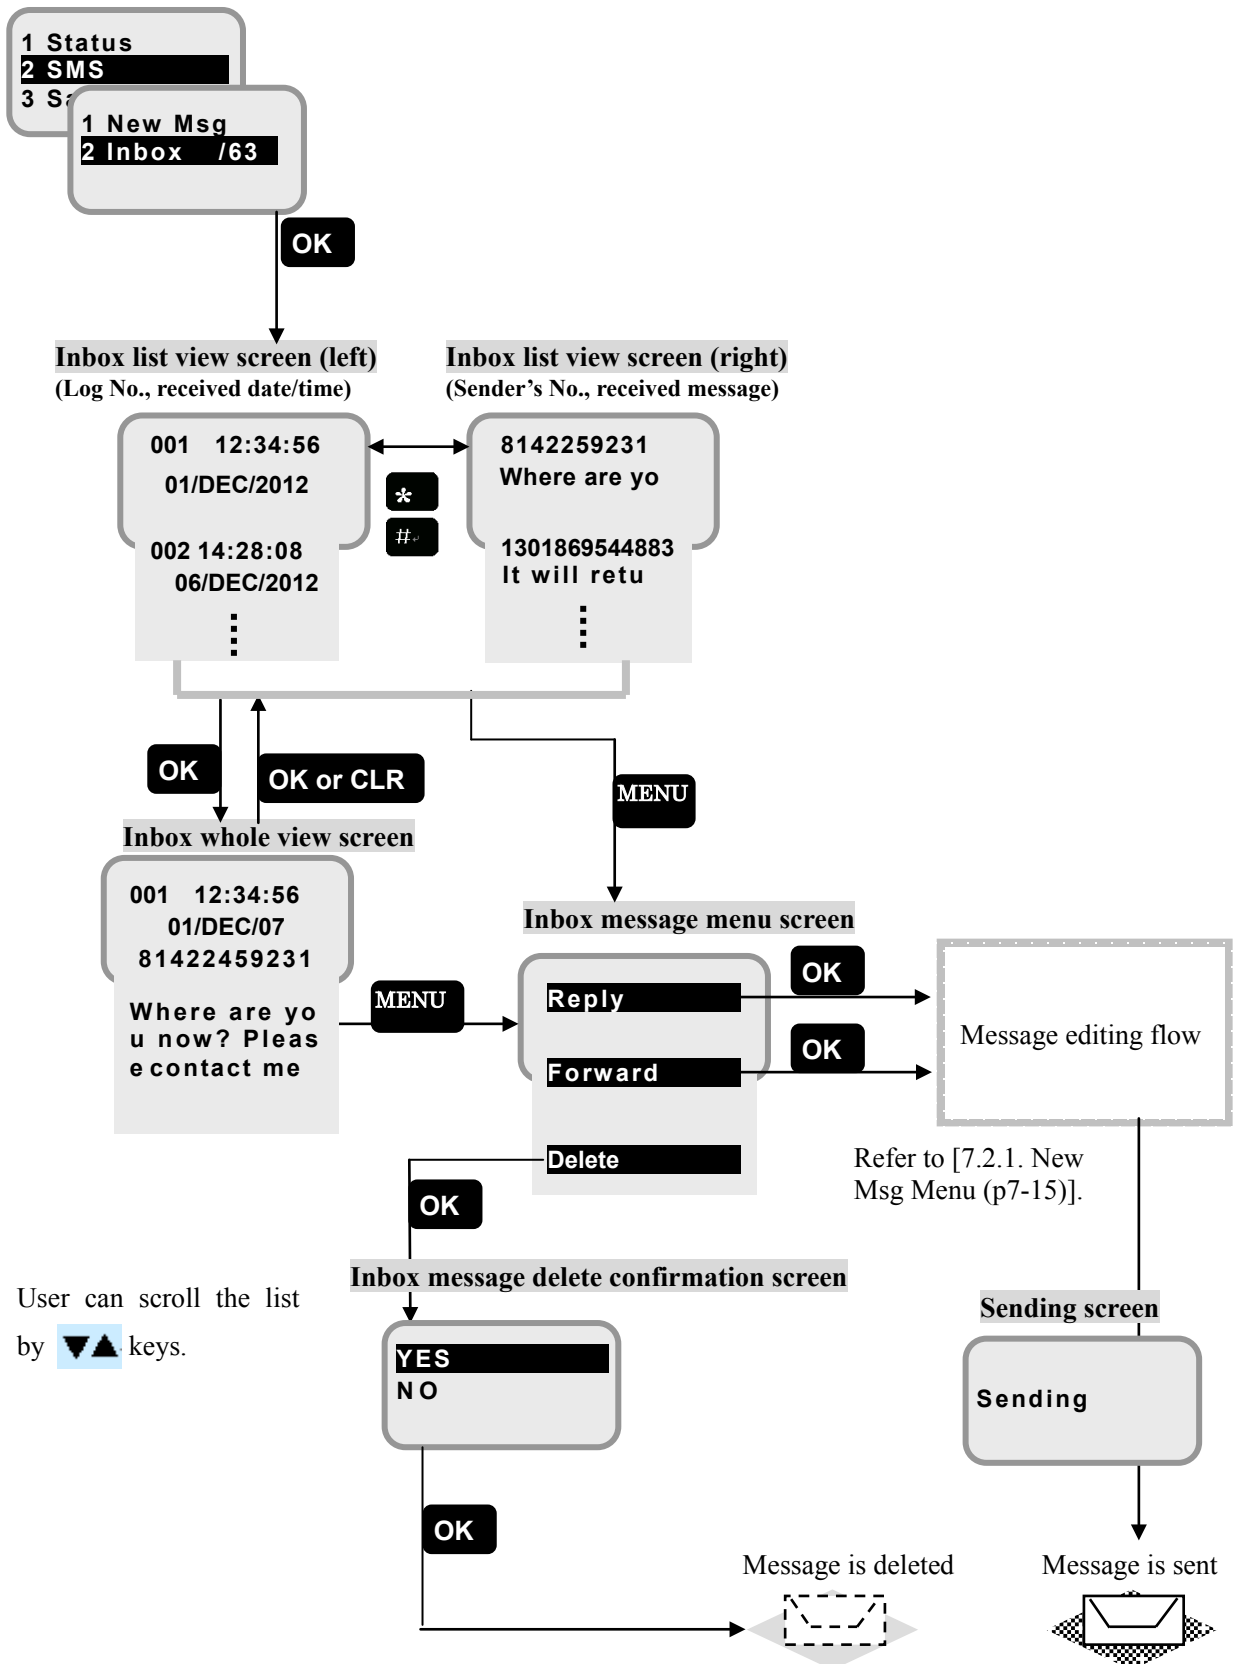 1 Status
2 SMS
3 Sa
1 New Msg
2 Inbox /63
OK
Inbox list view screen (left)
(Log No., received date/time)
Inbox list view screen (right)
(Sender’s No., received message)
001 12:34:56
01/DEC/2012
002 14:28:08
06/DEC/2012
*
#
8142259231
Where are yo
1301869544883
It will retu
OK
OK or CLR
MENU
Inbox whole view screen
001 12:34:56
01/DEC/07
81422459231
Where are yo
u now? Pleas
e contact me
MENU
Inbox message menu screen
Reply
Forward
Delete
OK
OK
Message editing flow
Refer to [7.2.1. New
Msg Menu (p7-15)].
OK
Inbox message delete confirmation screen
User can scroll the list
by ▼▲ keys.
YES
NO
Sending screen
Sending
OK
Message is deleted
Message is sent